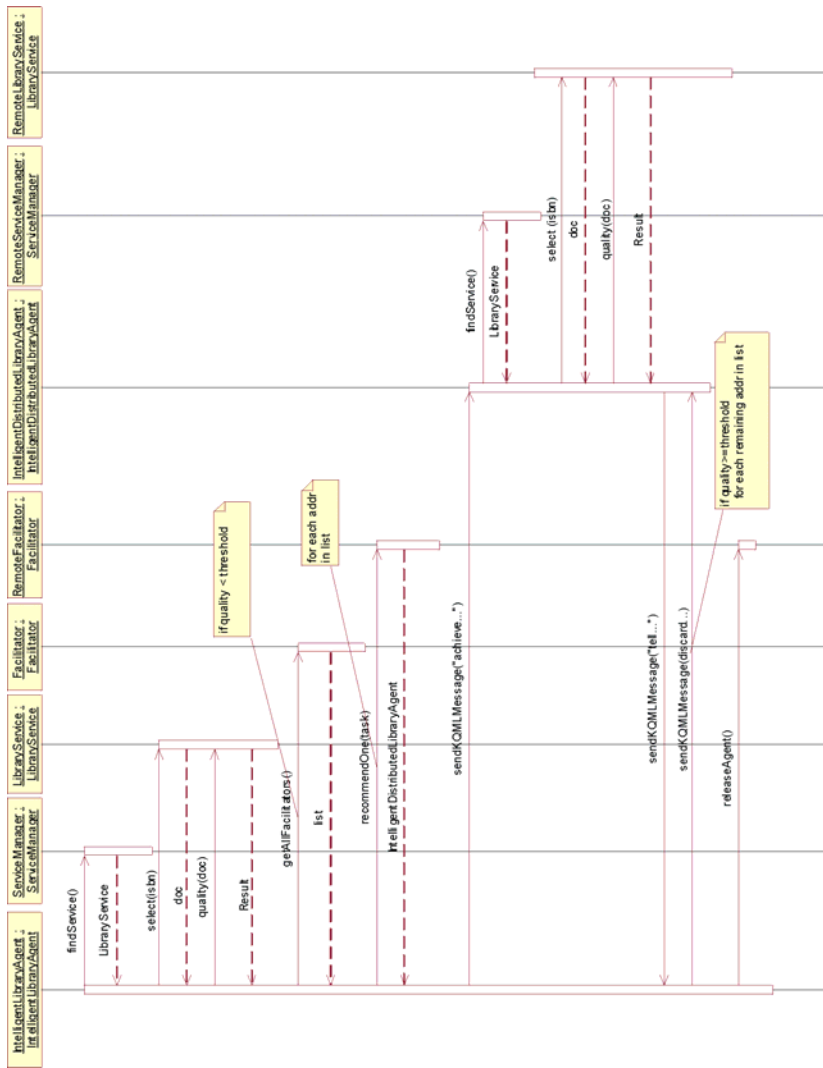 IntelligentLibraryAgent :
IntelligentLibraryAgent
ServiceManager :
ServiceManager
LibraryService :
LibraryService
Facilitator :
Facilitator
RemoteFacilitator :
Facilitator
IntelligentDistributedLibraryAgent :
IntelligentDistributedLibraryAgent
RemoteServiceManager :
ServiceManager
RemoteLibraryService :
LibraryService
findService()
LibraryService
select(isbn)
doc
quality(doc)
Result
if quality < threshold
getAllFacilitators()
list
for each addr
in list
recommendOne(task)
IntelligentDistributedLibraryAgent
sendKQMLMessage("achieve...")
findService()
LibraryService
select (isbn)
doc
quality(doc)
Result
sendKQMLMessage("tell...")
sendKQMLMessage(discard...)
if quality>=threshold
for each remaining addr in list
releaseAgent()